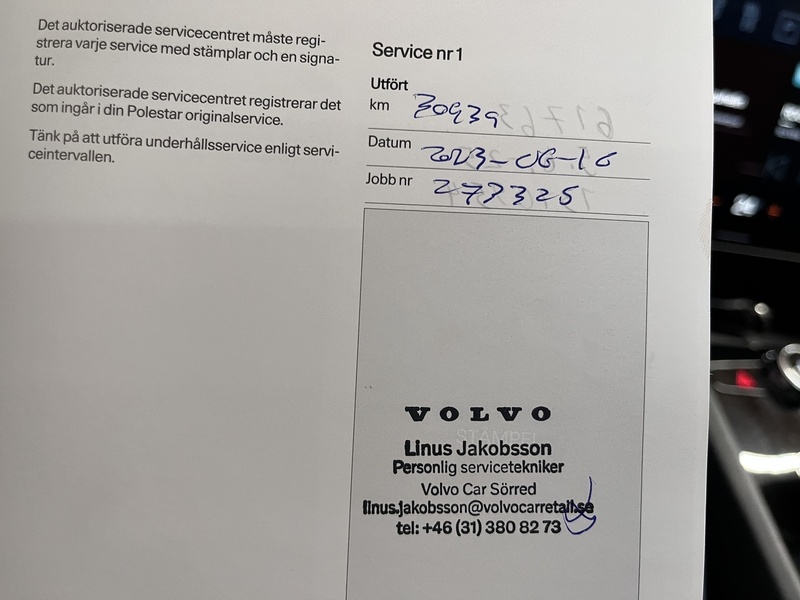 Det auktoriserade servicecentret måste regi-
strera varje service med stämplar och en signa-
tur.
Det auktoriserade servicecentret registrerar det
som ingår i din Polestar originalservice.
Tänk på att utföra underhållsservice enligt servi-
ceintervallen.
Service nr 1
Utfört
km 30939
Datum 2023-06-16
Jobb nr 273325
STÄMPEL
VOLVO
Linus Jakobsson
Personlig servicetekniker
Volvo Car Sörred
linus.jakobsson@volvocarretail.se
tel: +46 (31) 380 82 73